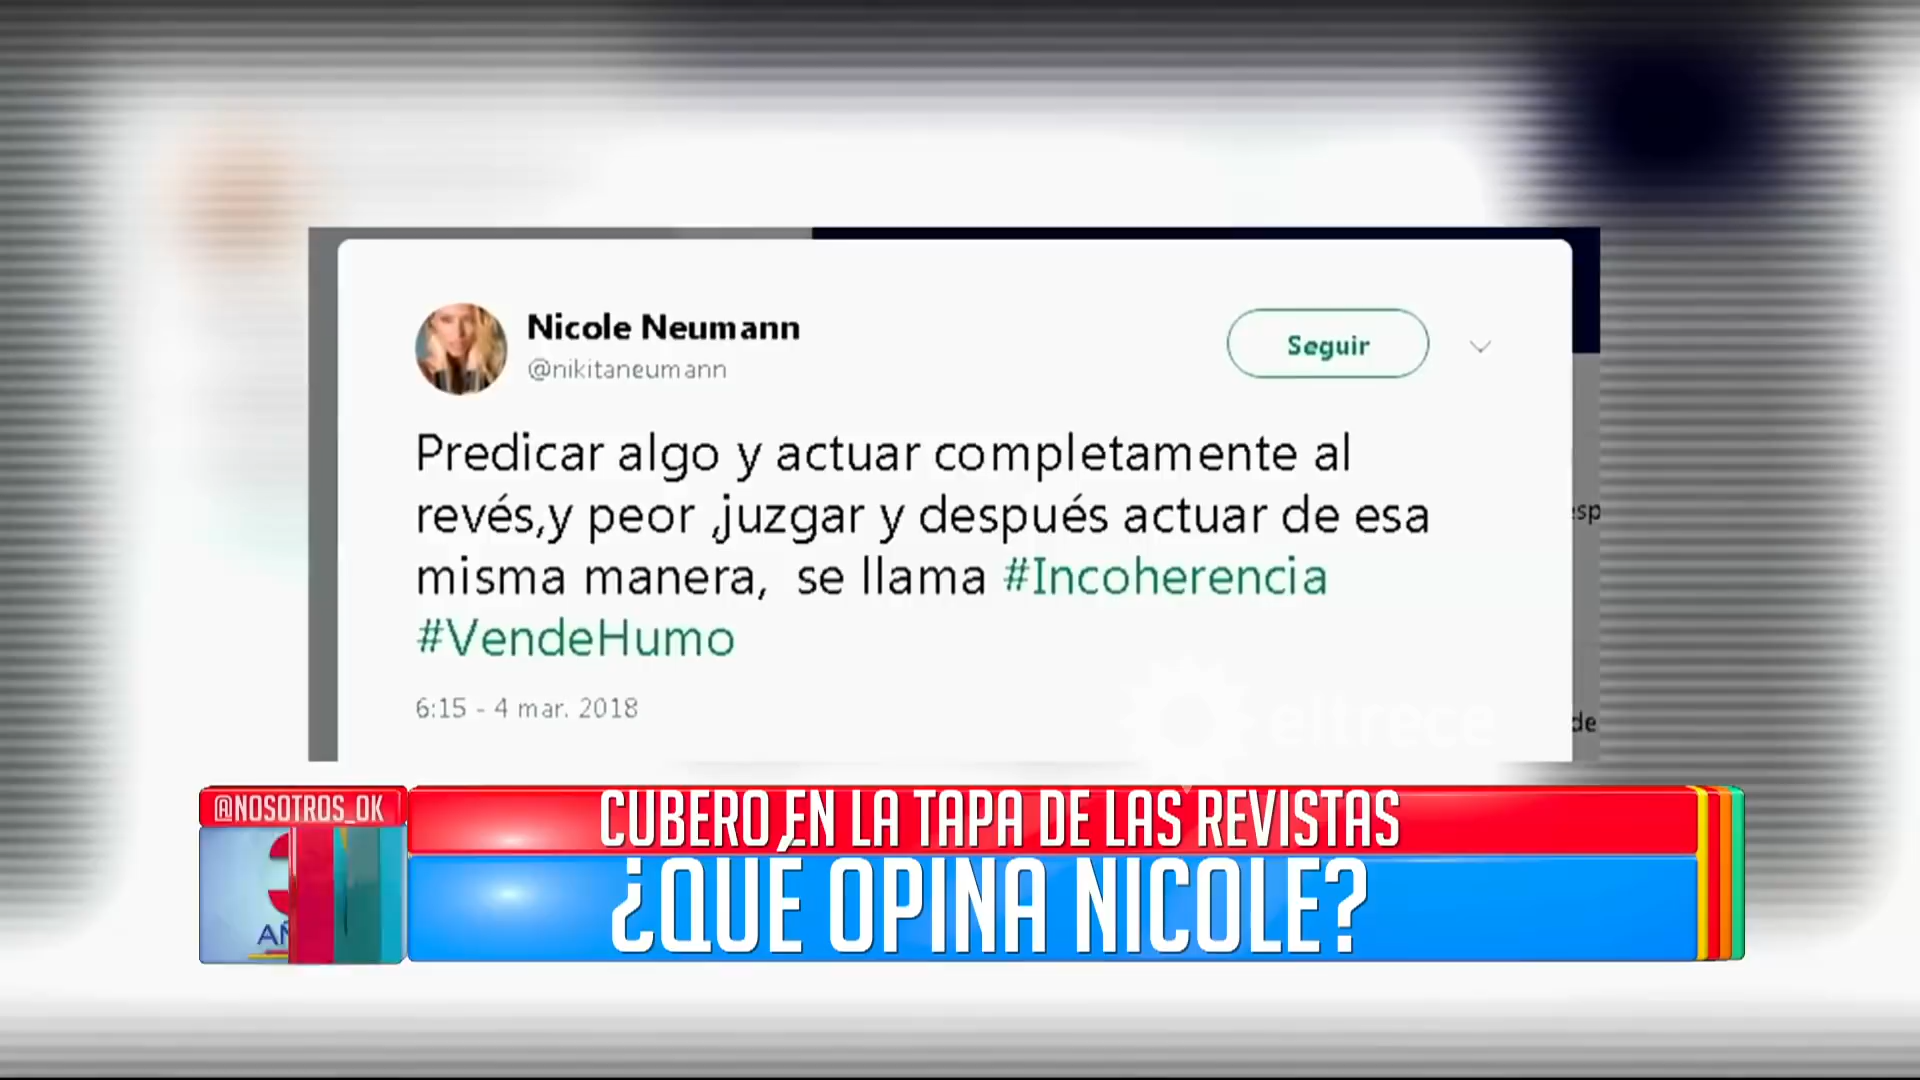 Nicole Neumann
@nikitaneumann
Seguir
Predicar algo y actuar completamente al
revés,y peor ,juzgar y después actuar de esa
misma manera,  se llama #Incoherencia
#VendeHumo
6:15 - 4 mar. 2018
esp
de
eltrece
@NOSOTROS_OK
CUBERO EN LA TAPA DE LAS REVISTAS
¿QUÉ OPINA NICOLE?